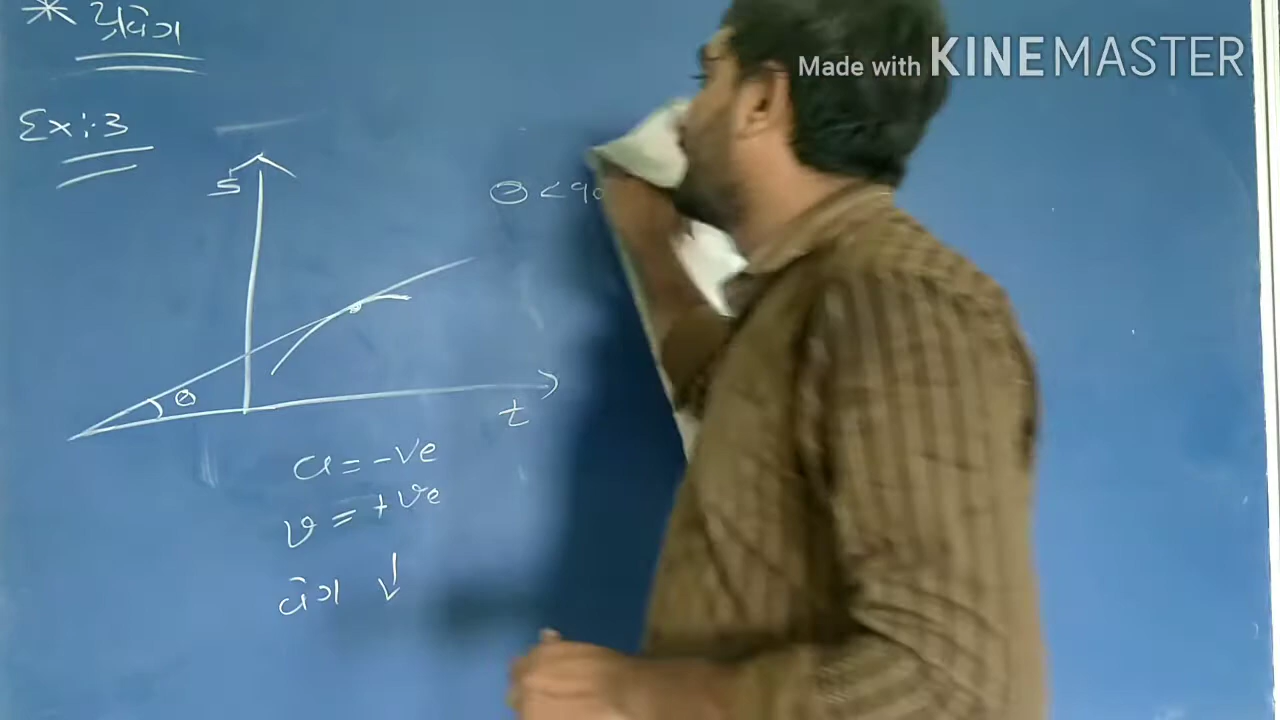 * પ્રવેગ
Made with KINEMASTER
Ex:3
S
θ < 90
θ
t
a = -ve
v = +ve
વેગ ↓